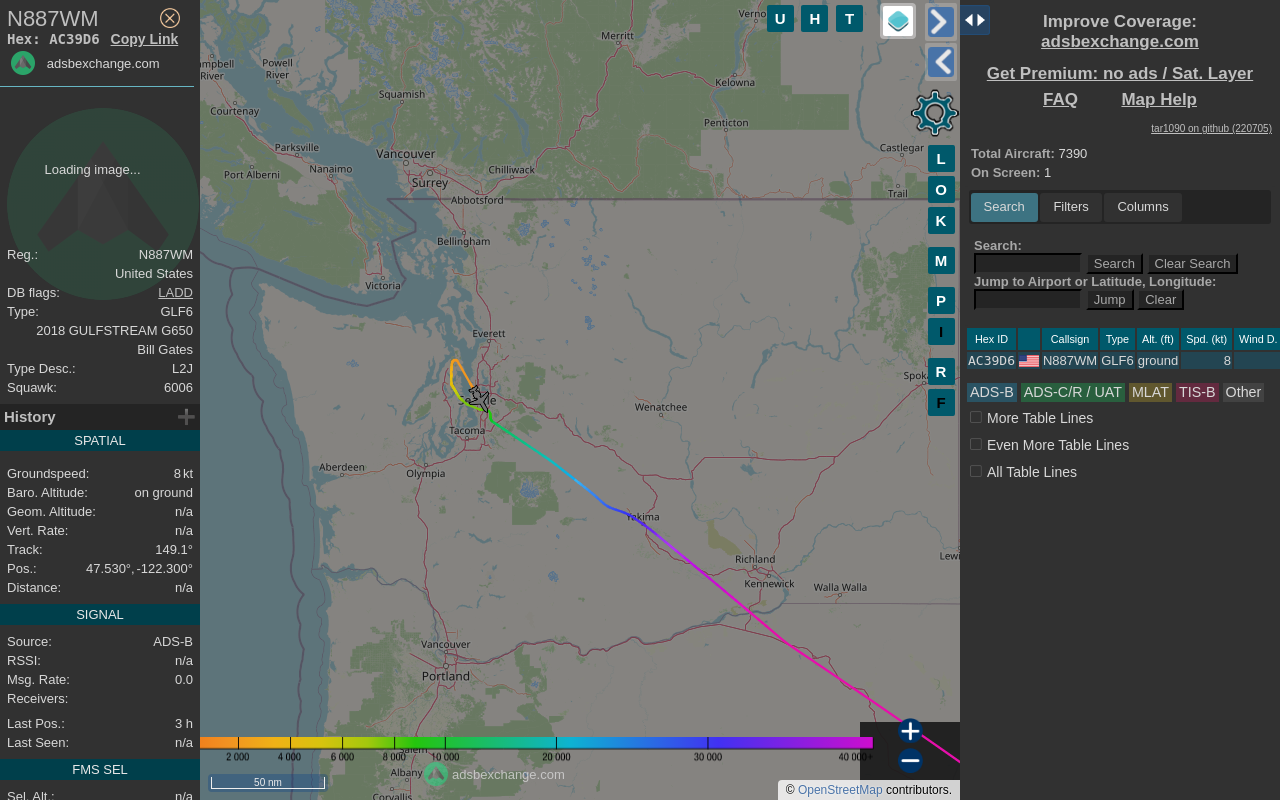 N887WM
Hex: AC39D6 Copy Link
adsbexchange.com
Loading image...
Reg.: N887WM
United States
DB flags: LADD
Type: GLF6
2018 GULFSTREAM G650
Bill Gates
Type Desc.: L2J
Squawk: 6006
History
SPATIAL
Groundspeed: 8 kt
Baro. Altitude: on ground
Geom. Altitude: n/a
Vert. Rate: n/a
Track: 149.1°
Pos.: 47.530°, -122.300°
Distance: n/a
SIGNAL
Source: ADS-B
RSSI: n/a
Msg. Rate: 0.0
Receivers:
Last Pos.: 3 h
Last Seen: n/a
FMS SEL
Sel. Alt.: n/a
U H T
Merritt
Powell
River
River
Kelowna
Squamish
Courtenay
Penticton
Parksville
Vancouver
Castlegar
Nanaimo
Chilliwack
Port Alberni
Surrey
Trail
Abbotsford
Bellingham
Victoria
Everett
Wenatchee
Tacoma
Aberdeen
Olympia
Yakima
Richland
Kennewick
Walla Walla
Vancouver
Portland
Salem
Albany
Corvallis
L
O
K
M
P
I
R
F
2 000 4 000 6 000 8 000 10 000 20 000 30 000 40 000+
adsbexchange.com
50 nm
© OpenStreetMap contributors.
Improve Coverage:
adsbexchange.com
Get Premium: no ads / Sat. Layer
FAQ Map Help
tar1090 on github (220705)
Total Aircraft: 7390
On Screen: 1
Search Filters Columns
Search:
Search Clear Search
Jump to Airport or Latitude, Longitude:
Jump Clear
Hex ID Callsign Type Alt. (ft) Spd. (kt) Wind D.
AC39D6 N887WM GLF6 ground 8
ADS-B ADS-C/R / UAT MLAT TIS-B Other
More Table Lines
Even More Table Lines
All Table Lines